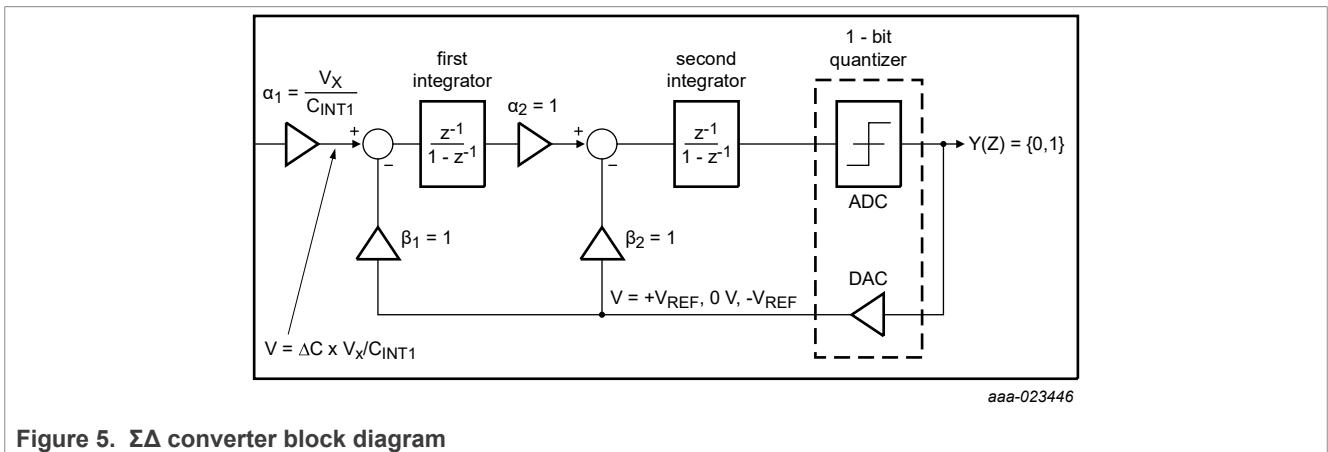 1 - bit
quantizer
first
integrator
second
integrator
α1 = VX
CINT1
α2 = 1
+
−
z-1
1 - z-1
+
−
z-1
1 - z-1
Y(Z) = {0,1}
ADC
β1 = 1
β2 = 1
DAC
V = +VREF, 0 V, -VREF
V = ΔC x Vx/CINT1
aaa-023446
Figure 5. ΣΔ converter block diagram